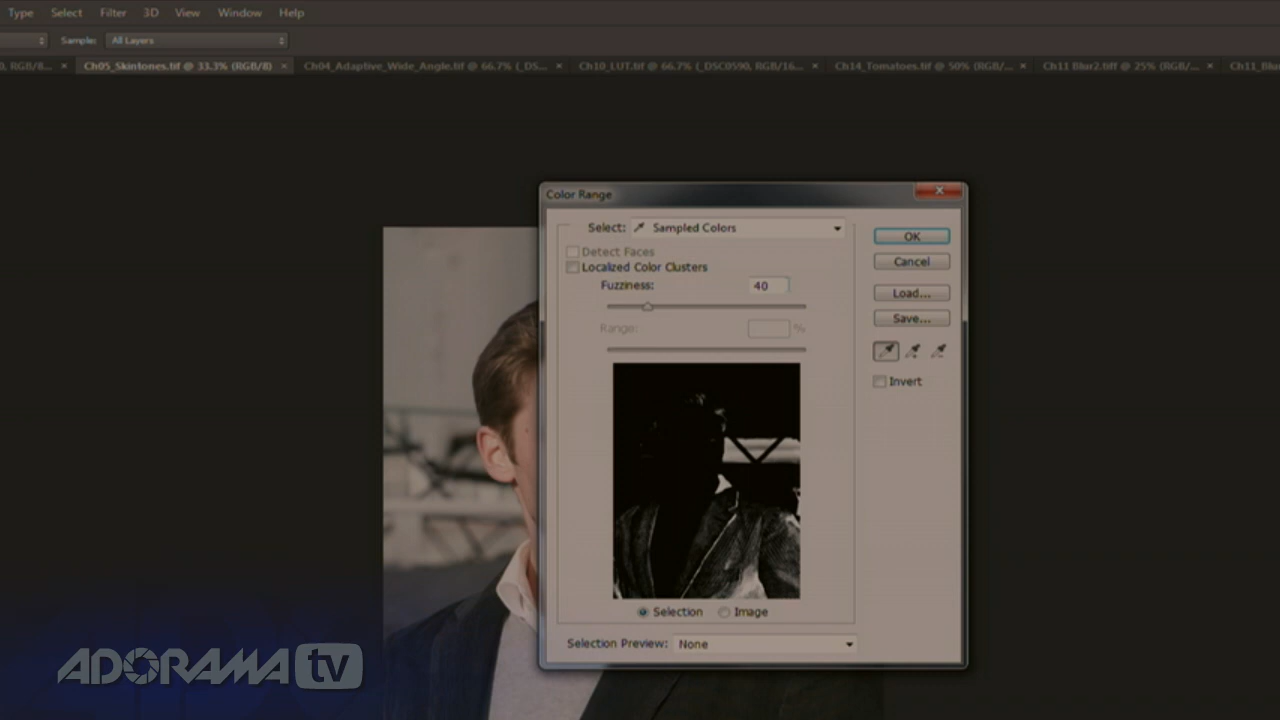 Type Select Filter 3D View Window Help
Sample: All Layers
0, RGB/8... × Ch05_Skintones.tif @ 33.3% (RGB/8) × Ch04_Adaptive_Wide_Angle.tif @ 66.7% (_DS... × Ch10_LUT.tif @ 66.7% (_DSC0590, RGB/16... × Ch14_Tomatoes.tif @ 50% (RGB/... × Ch11 Blur2.tiff @ 25% (RGB/... × Ch11_Blu
Color Range
Select: Sampled Colors
OK
Detect Faces
Localized Color Clusters
Cancel
Fuzziness: 40
Load...
Save...
Range: %
Invert
Selection Image
Selection Preview: None
ADORAMA tv